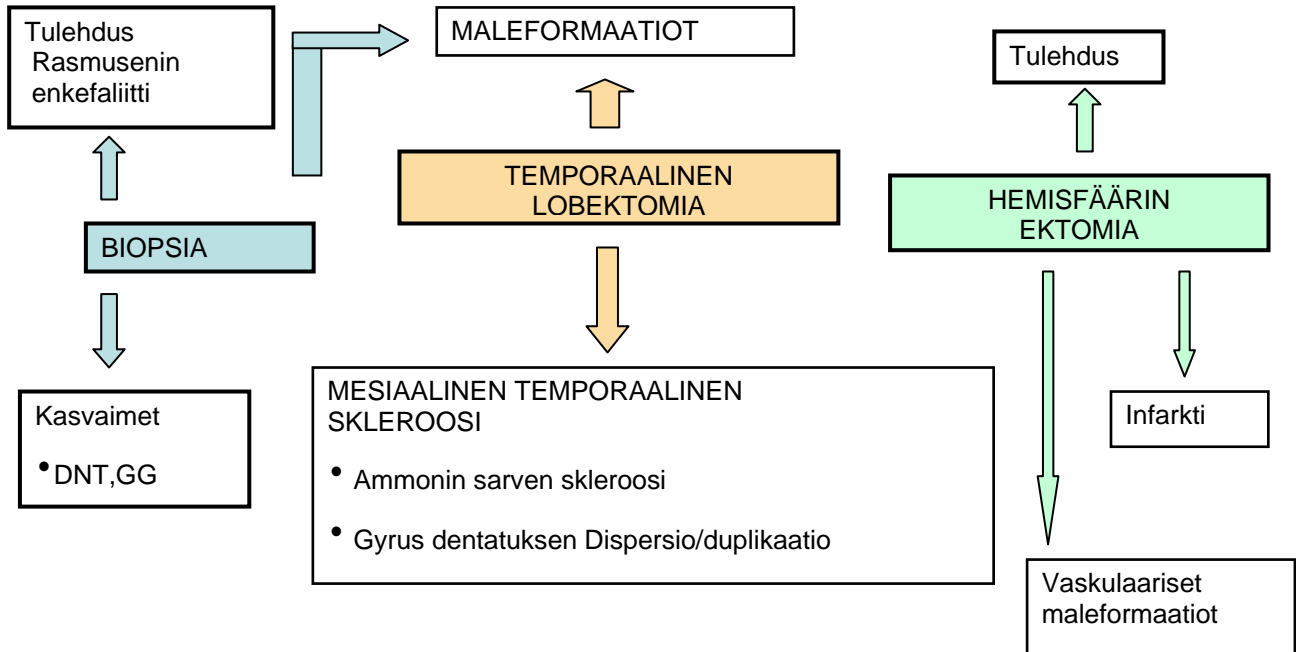 Tulehdus
Rasmusenin
enkefaliitti
MALEFORMAATIOT
Tulehdus
TEMPORAALINEN
LOBEKTOMIA
HEMISFÄÄRIN
EKTOMIA
BIOPSIA
MESIAALINEN TEMPORAALINEN
SKLEROOSI
• Ammonin sarven skleroosi
• Gyrus dentatuksen Dispersio/duplikaatio
Kasvaimet
• DNT,GG
Infarkti
Vaskulaariset
maleformaatiot